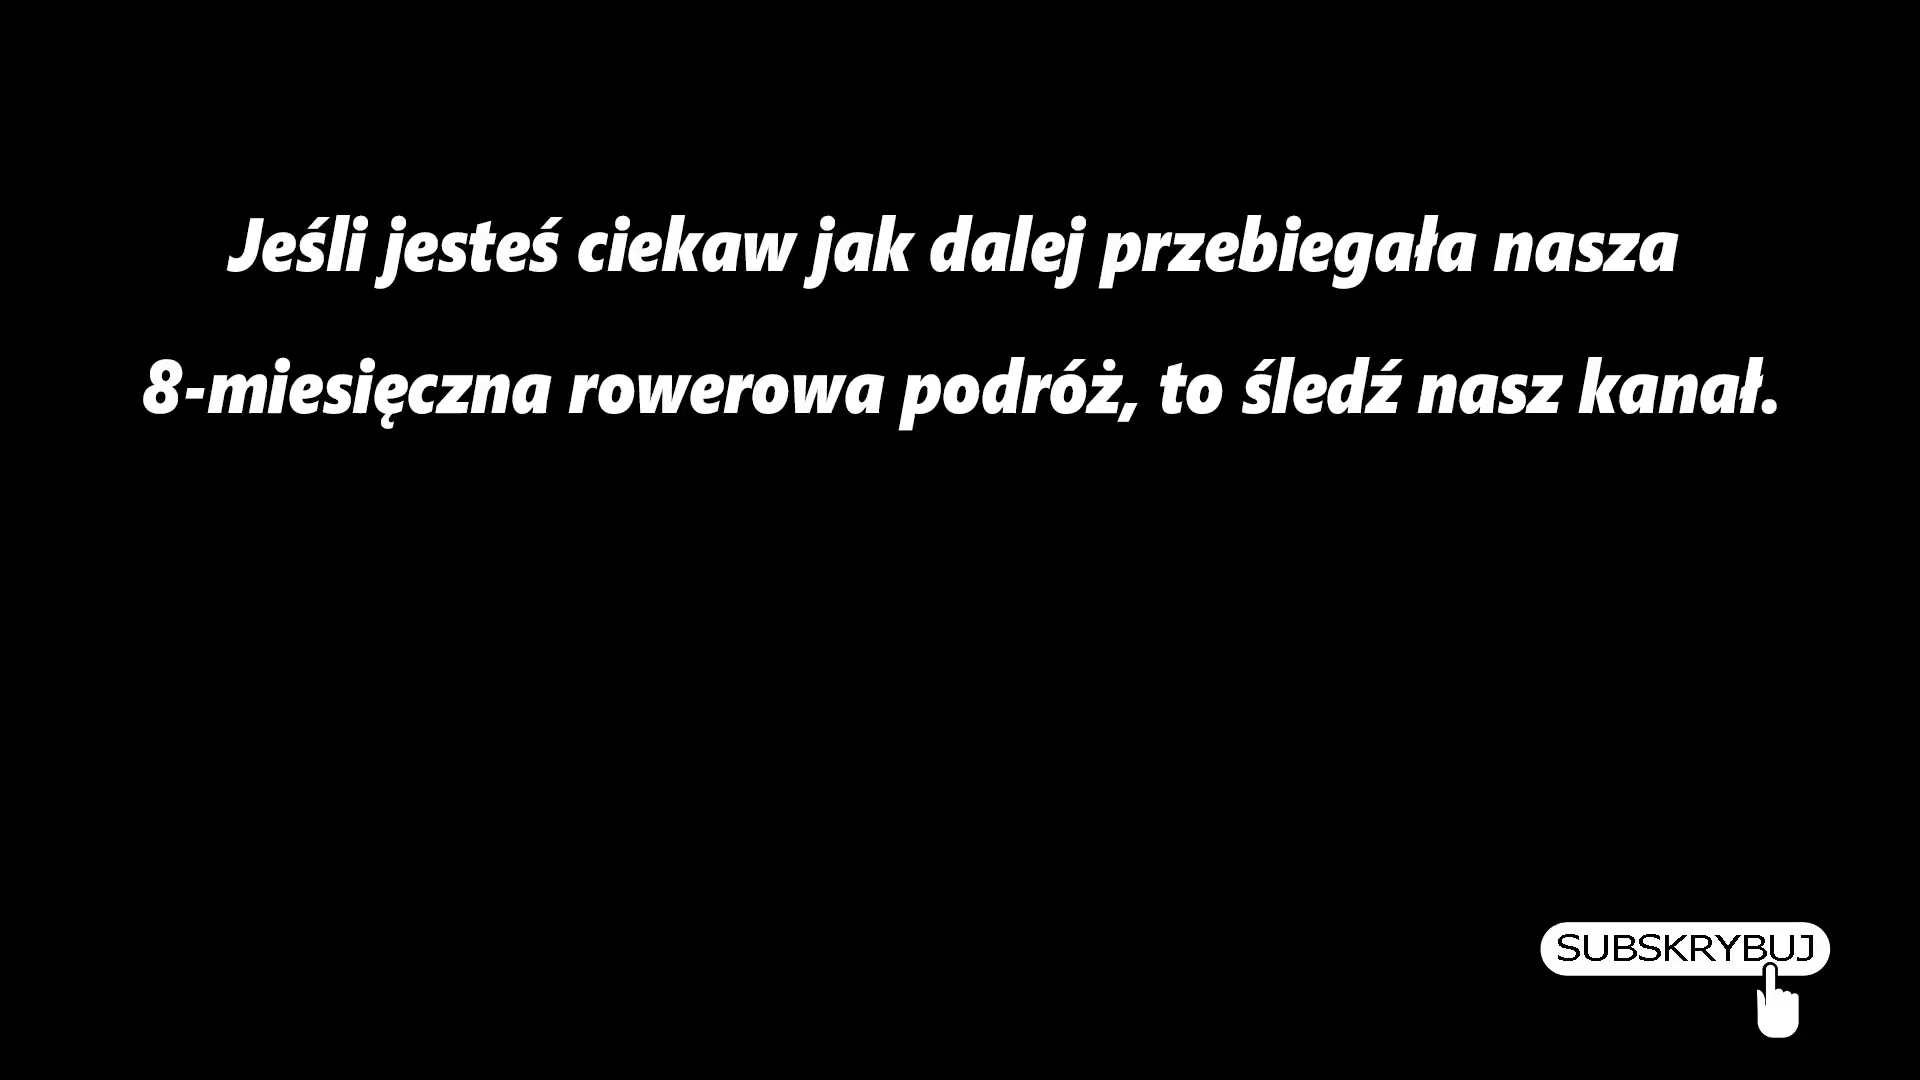 Jeśli jesteś ciekaw jak dalej przebiegała nasza
8-miesięczna rowerowa podróż, to śledź nasz kanał.
SUBSKRYBUJ